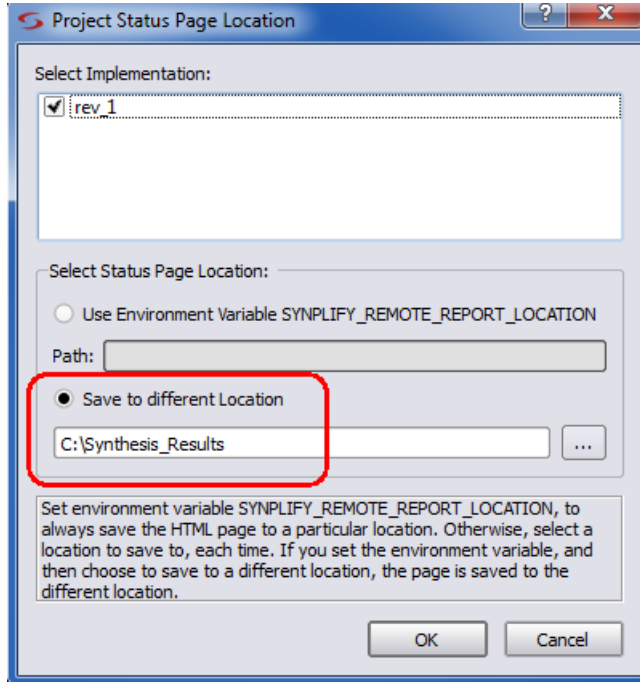 Project Status Page Location
Select Implementation:
rev_1
Select Status Page Location:
Use Environment Variable SYNPLIFY_REMOTE_REPORT_LOCATION
Path:
Save to different Location
C:\Synthesis_Results
...
Set environment variable SYNPLIFY_REMOTE_REPORT_LOCATION, to
always save the HTML page to a particular location. Otherwise, select a
location to save to, each time. If you set the environment variable, and
then choose to save to a different location, the page is saved to the
different location.
OK
Cancel